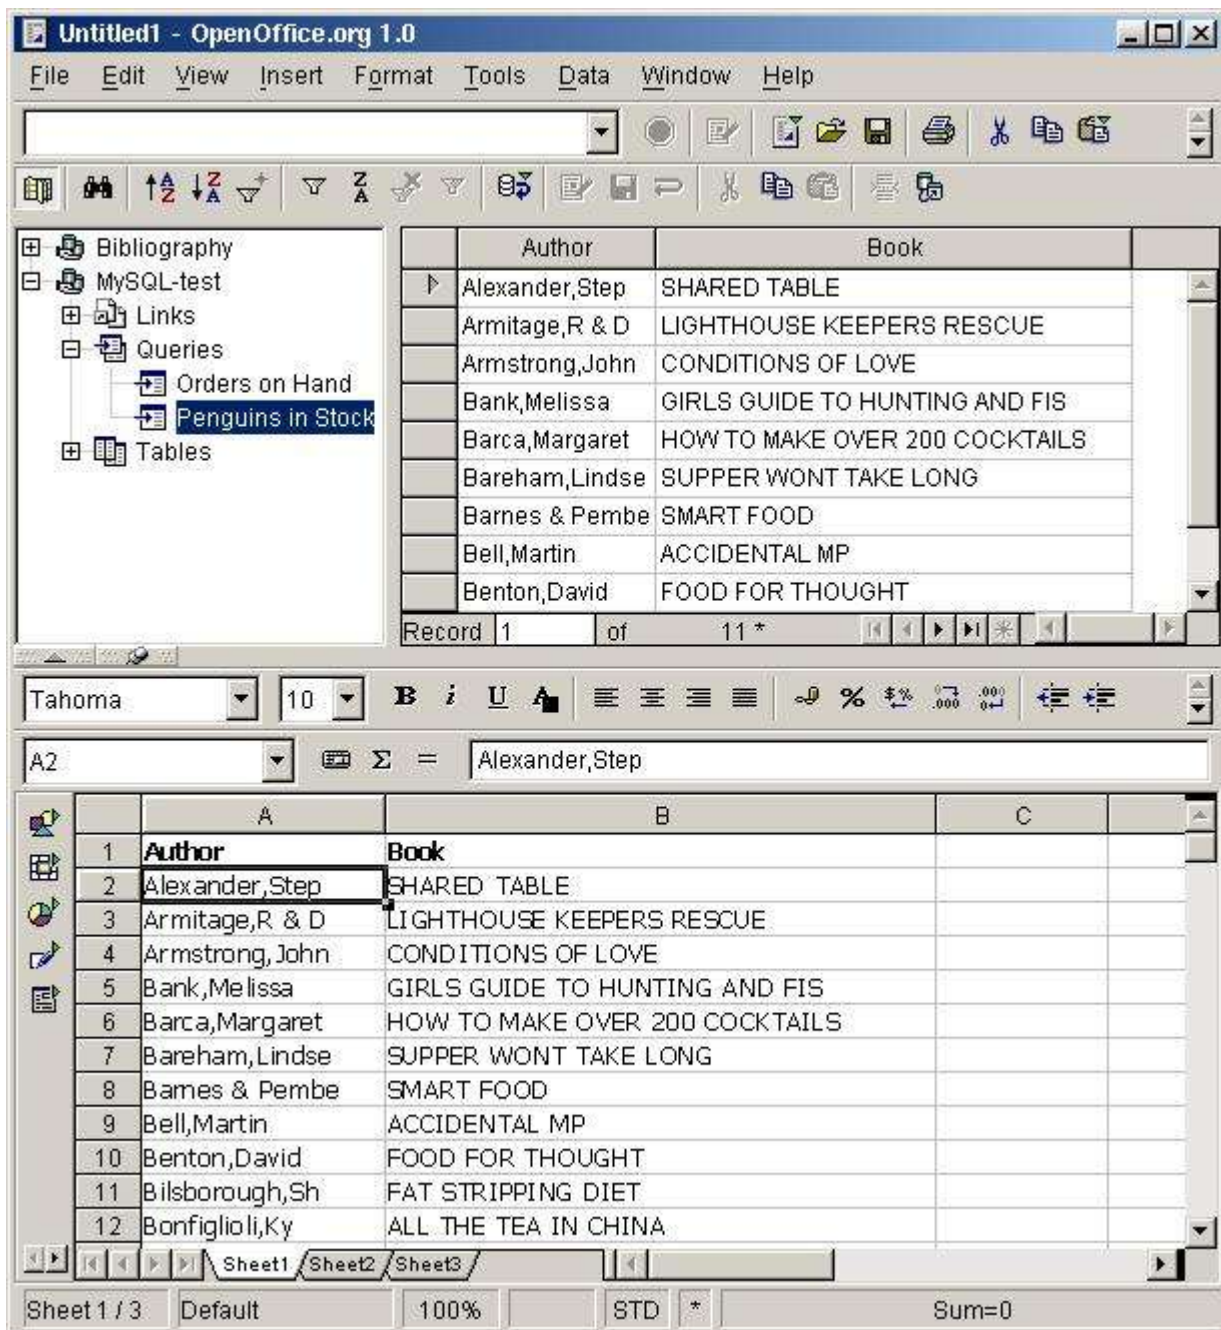 Untitled1 - OpenOffice.org 1.0
File Edit View Insert Format Tools Data Window Help
Bibliography
MySQL-test
Links
Queries
Orders on Hand
Penguins in Stock
Tables
Author Book
Alexander,Step SHARED TABLE
Armitage,R & D LIGHTHOUSE KEEPERS RESCUE
Armstrong,John CONDITIONS OF LOVE
Bank,Melissa GIRLS GUIDE TO HUNTING AND FIS
Barca,Margaret HOW TO MAKE OVER 200 COCKTAILS
Bareham,Lindse SUPPER WONT TAKE LONG
Barnes & Pembe SMART FOOD
Bell,Martin ACCIDENTAL MP
Benton,David FOOD FOR THOUGHT
Record 1 of 11 *
Tahoma 10 B i U A % $% .000 .000
A2 Σ = Alexander,Step
A B C
1 Author Book
2 Alexander,Step SHARED TABLE
3 Armitage,R & D LIGHTHOUSE KEEPERS RESCUE
4 Armstrong,John CONDITIONS OF LOVE
5 Bank,Melissa GIRLS GUIDE TO HUNTING AND FIS
6 Barca,Margaret HOW TO MAKE OVER 200 COCKTAILS
7 Bareham,Lindse SUPPER WONT TAKE LONG
8 Barnes & Pembe SMART FOOD
9 Bell,Martin ACCIDENTAL MP
10 Benton,David FOOD FOR THOUGHT
11 Bilsborough,Sh FAT STRIPPING DIET
12 Bonfiglioli,Ky ALL THE TEA IN CHINA
Sheet1 Sheet2 Sheet3
Sheet 1 / 3 Default 100% STD * Sum=0